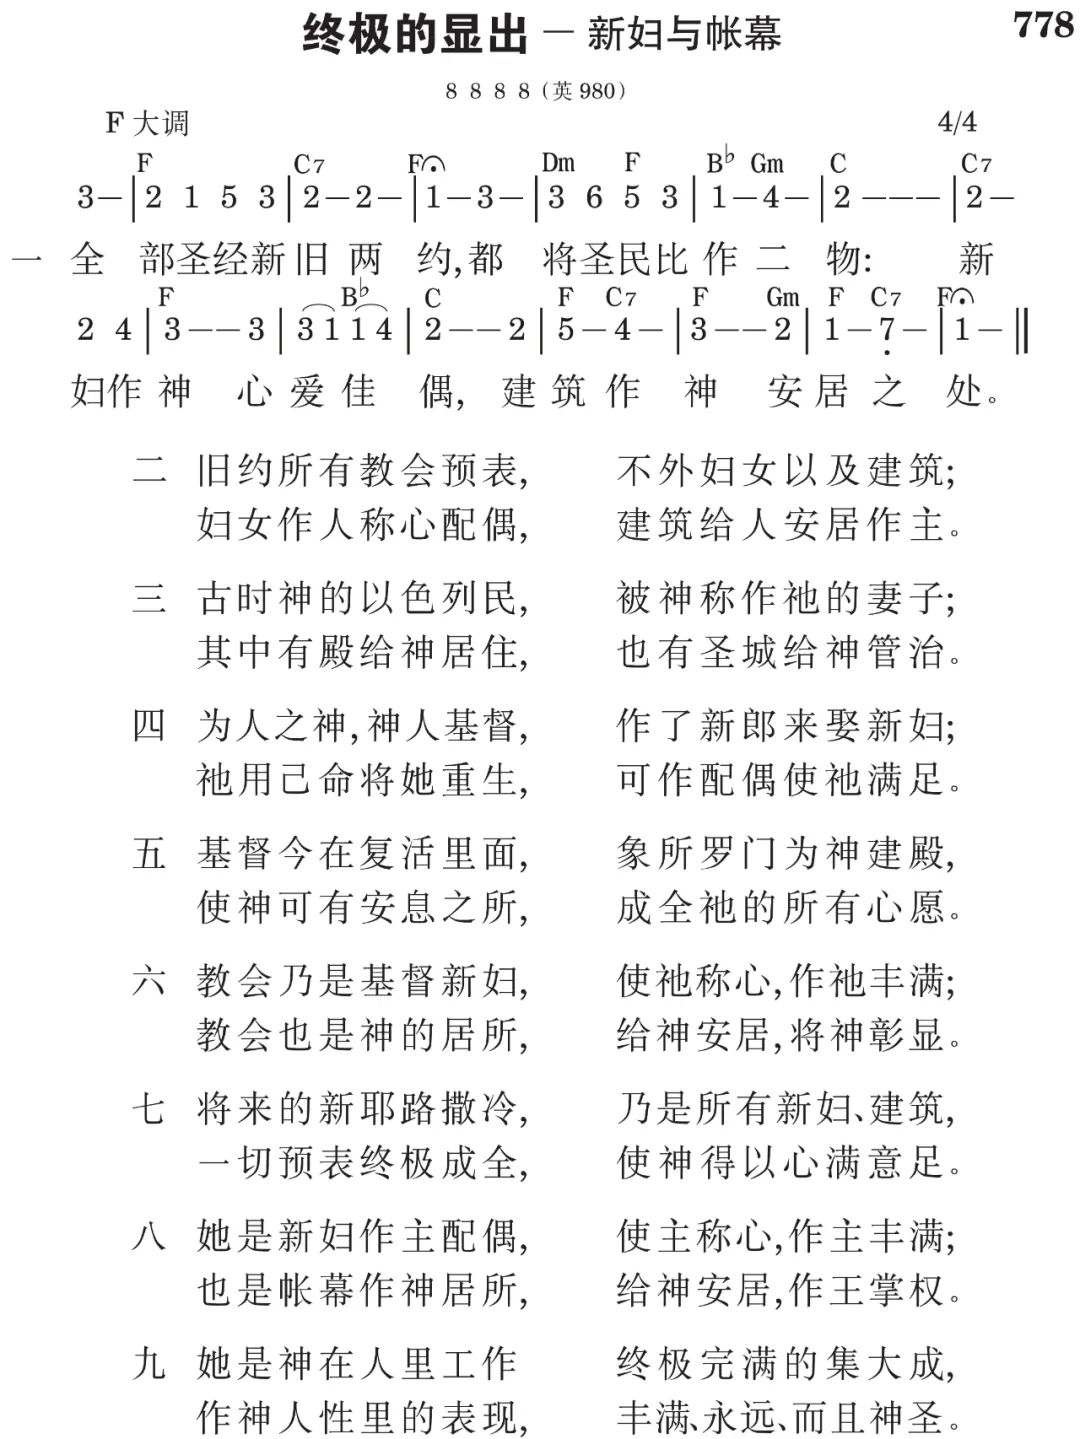 终极的显出 — 新妇与帐幕 778
8 8 8 8（英 980）
F 大调 4/4
F C7 F Dm F B♭ Gm C C7
3－|2 1 5 3|2－2－|1－3－|3 6 5 3|1－4－|2－－－|2－
一 全 部圣经新旧 两 约,都 将圣民比 作 二 物: 新
F B♭ C F C7 F Gm F C7 F
2 4|3－－3|3 1 1 4|2－－2|5－4－|3－－2|1－7̣－|1－‖
妇作 神 心 爱 佳 偶, 建 筑 作 神 安 居 之 处。
二 旧约所有教会预表, 不外妇女以及建筑;
妇女作人称心配偶, 建筑给人安居作主。
三 古时神的以色列民, 被神称作祂的妻子;
其中有殿给神居住, 也有圣城给神管治。
四 为人之神,神人基督, 作了新郎来娶新妇;
祂用己命将她重生, 可作配偶使祂满足。
五 基督今在复活里面, 象所罗门为神建殿,
使神可有安息之所, 成全祂的所有心愿。
六 教会乃是基督新妇, 使祂称心,作祂丰满;
教会也是神的居所, 给神安居,将神彰显。
七 将来的新耶路撒冷, 乃是所有新妇、建筑,
一切预表终极成全, 使神得以心满意足。
八 她是新妇作主配偶, 使主称心,作主丰满;
也是帐幕作神居所, 给神安居,作王掌权。
九 她是神在人里工作 终极完满的集大成,
作神人性里的表现, 丰满、永远、而且神圣。